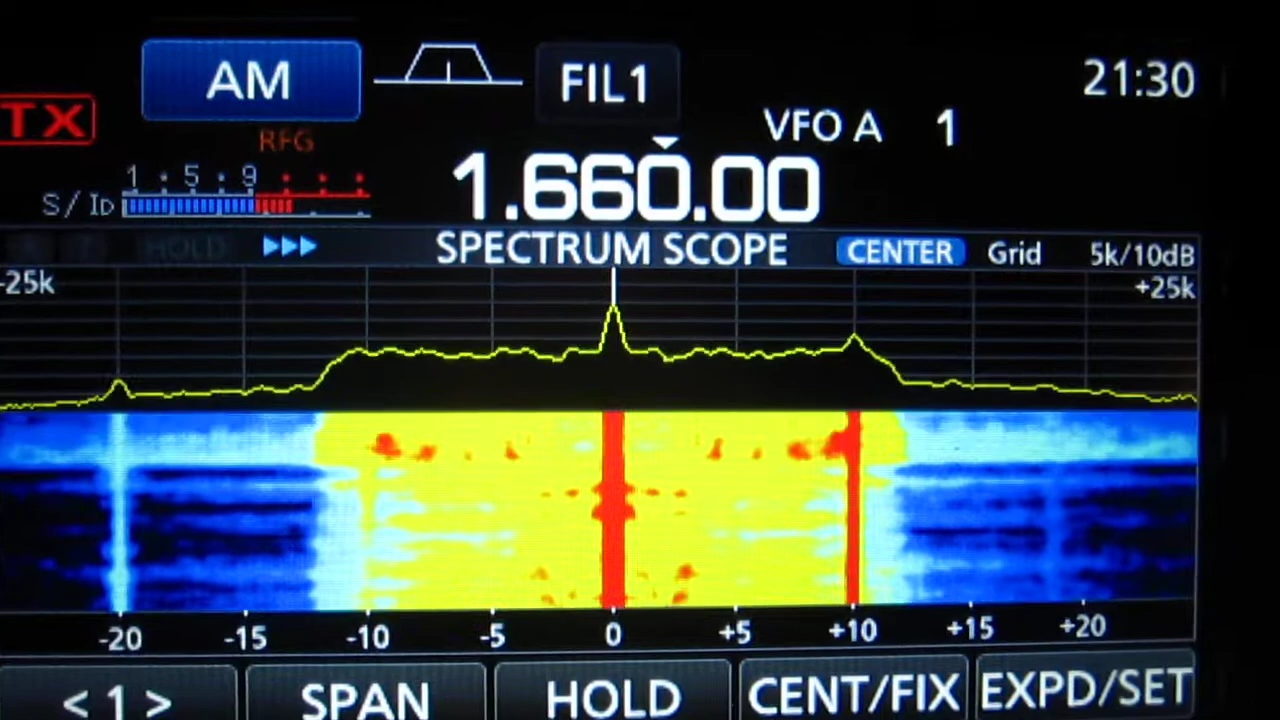 AM FIL1 21:30
TX
RFG VFO A 1
1 : 5 : 9 1.660.00
S/ID
HOLD SPECTRUM SCOPE CENTER Grid 5k/10dB
-25k +25k
-20 -15 -10 -5 0 +5 +10 +15 +20
< 1 > SPAN HOLD CENT/FIX EXPD/SET